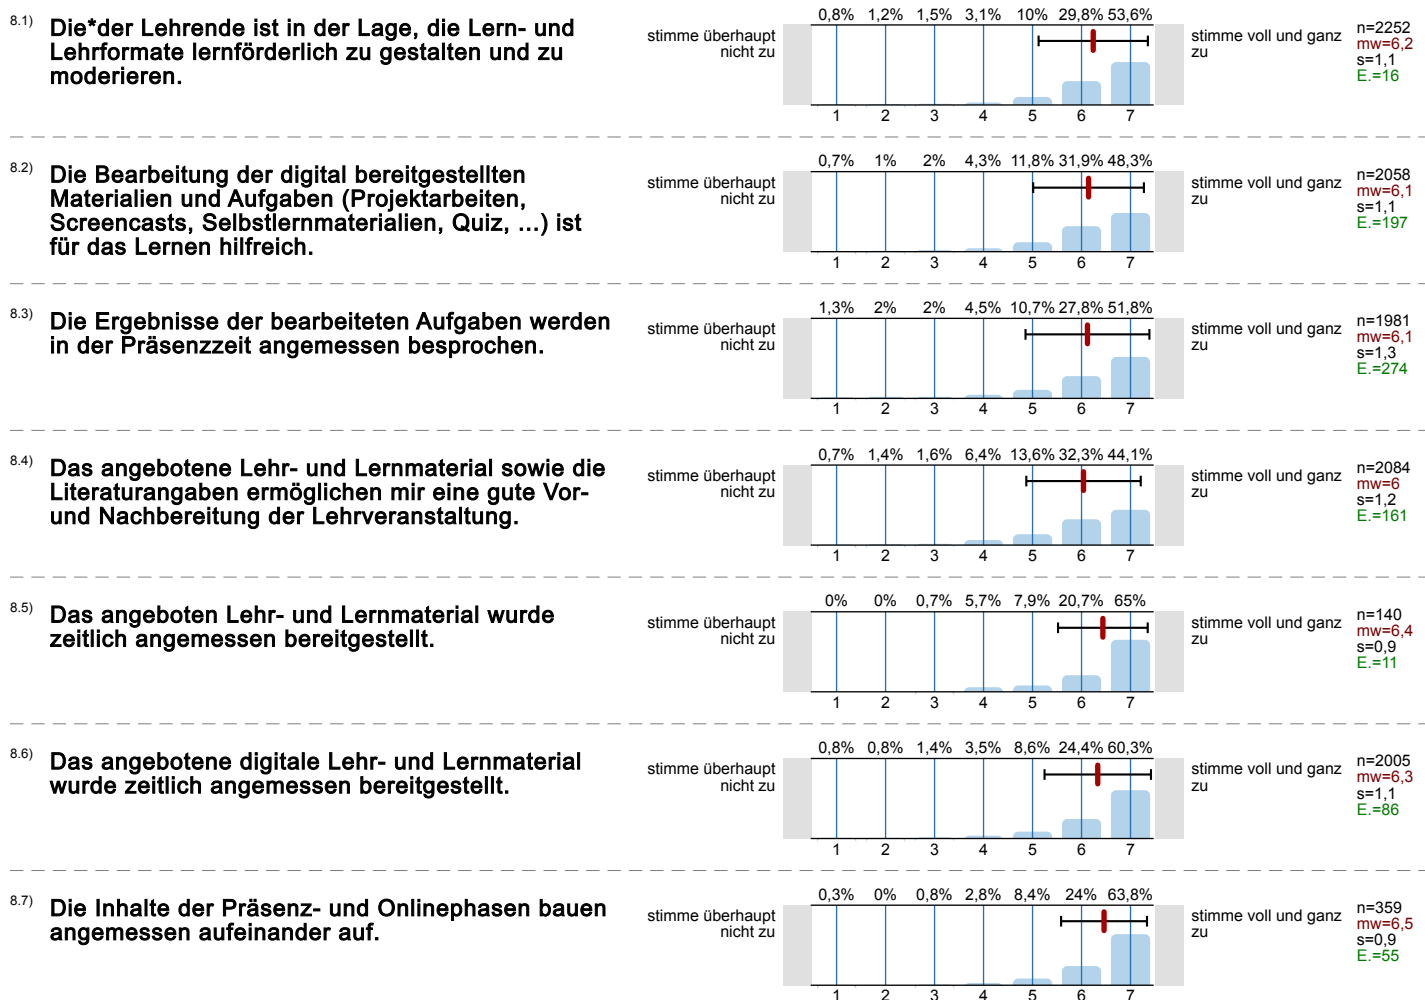 8.1) Die*der Lehrende ist in der Lage, die Lern- und
Lehrformate lernförderlich zu gestalten und zu
moderieren.
stimme überhaupt
nicht zu
0,8% 1,2% 1,5% 3,1% 10% 29,8% 53,6%
1 2 3 4 5 6 7
stimme voll und ganz
zu
n=2252
mw=6,2
s=1,1
E.=16
8.2) Die Bearbeitung der digital bereitgestellten
Materialien und Aufgaben (Projektarbeiten,
Screencasts, Selbstlernmaterialien, Quiz, ...) ist
für das Lernen hilfreich.
stimme überhaupt
nicht zu
0,7% 1% 2% 4,3% 11,8% 31,9% 48,3%
1 2 3 4 5 6 7
stimme voll und ganz
zu
n=2058
mw=6,1
s=1,1
E.=197
8.3) Die Ergebnisse der bearbeiteten Aufgaben werden
in der Präsenzzeit angemessen besprochen.
stimme überhaupt
nicht zu
1,3% 2% 2% 4,5% 10,7% 27,8% 51,8%
1 2 3 4 5 6 7
stimme voll und ganz
zu
n=1981
mw=6,1
s=1,3
E.=274
8.4) Das angebotene Lehr- und Lernmaterial sowie die
Literaturangaben ermöglichen mir eine gute Vor-
und Nachbereitung der Lehrveranstaltung.
stimme überhaupt
nicht zu
0,7% 1,4% 1,6% 6,4% 13,6% 32,3% 44,1%
1 2 3 4 5 6 7
stimme voll und ganz
zu
n=2084
mw=6
s=1,2
E.=161
8.5) Das angeboten Lehr- und Lernmaterial wurde
zeitlich angemessen bereitgestellt.
stimme überhaupt
nicht zu
0% 0% 0,7% 5,7% 7,9% 20,7% 65%
1 2 3 4 5 6 7
stimme voll und ganz
zu
n=140
mw=6,4
s=0,9
E.=11
8.6) Das angebotene digitale Lehr- und Lernmaterial
wurde zeitlich angemessen bereitgestellt.
stimme überhaupt
nicht zu
0,8% 0,8% 1,4% 3,5% 8,6% 24,4% 60,3%
1 2 3 4 5 6 7
stimme voll und ganz
zu
n=2005
mw=6,3
s=1,1
E.=86
8.7) Die Inhalte der Präsenz- und Onlinephasen bauen
angemessen aufeinander auf.
stimme überhaupt
nicht zu
0,3% 0% 0,8% 2,8% 8,4% 24% 63,8%
1 2 3 4 5 6 7
stimme voll und ganz
zu
n=359
mw=6,5
s=0,9
E.=55